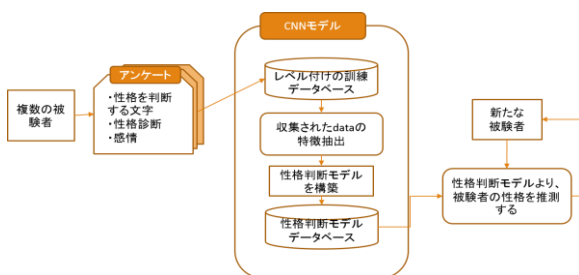 CNNモデル
アンケート
複数の被
験者
・性格を判断
する文字
・性格診断
・感情
レベル付けの訓練
データベース
収集されたdataの
特徴抽出
性格判断モデル
を構築
性格判断モデル
データベース
新たな
被験者
性格判断モデルより、
被験者の性格を推測
する